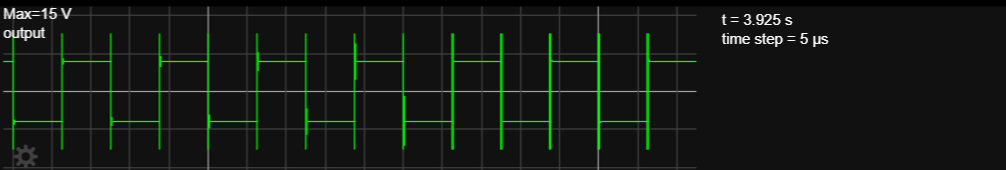 Max=15 V
output
t = 3.925 s
time step = 5 µs